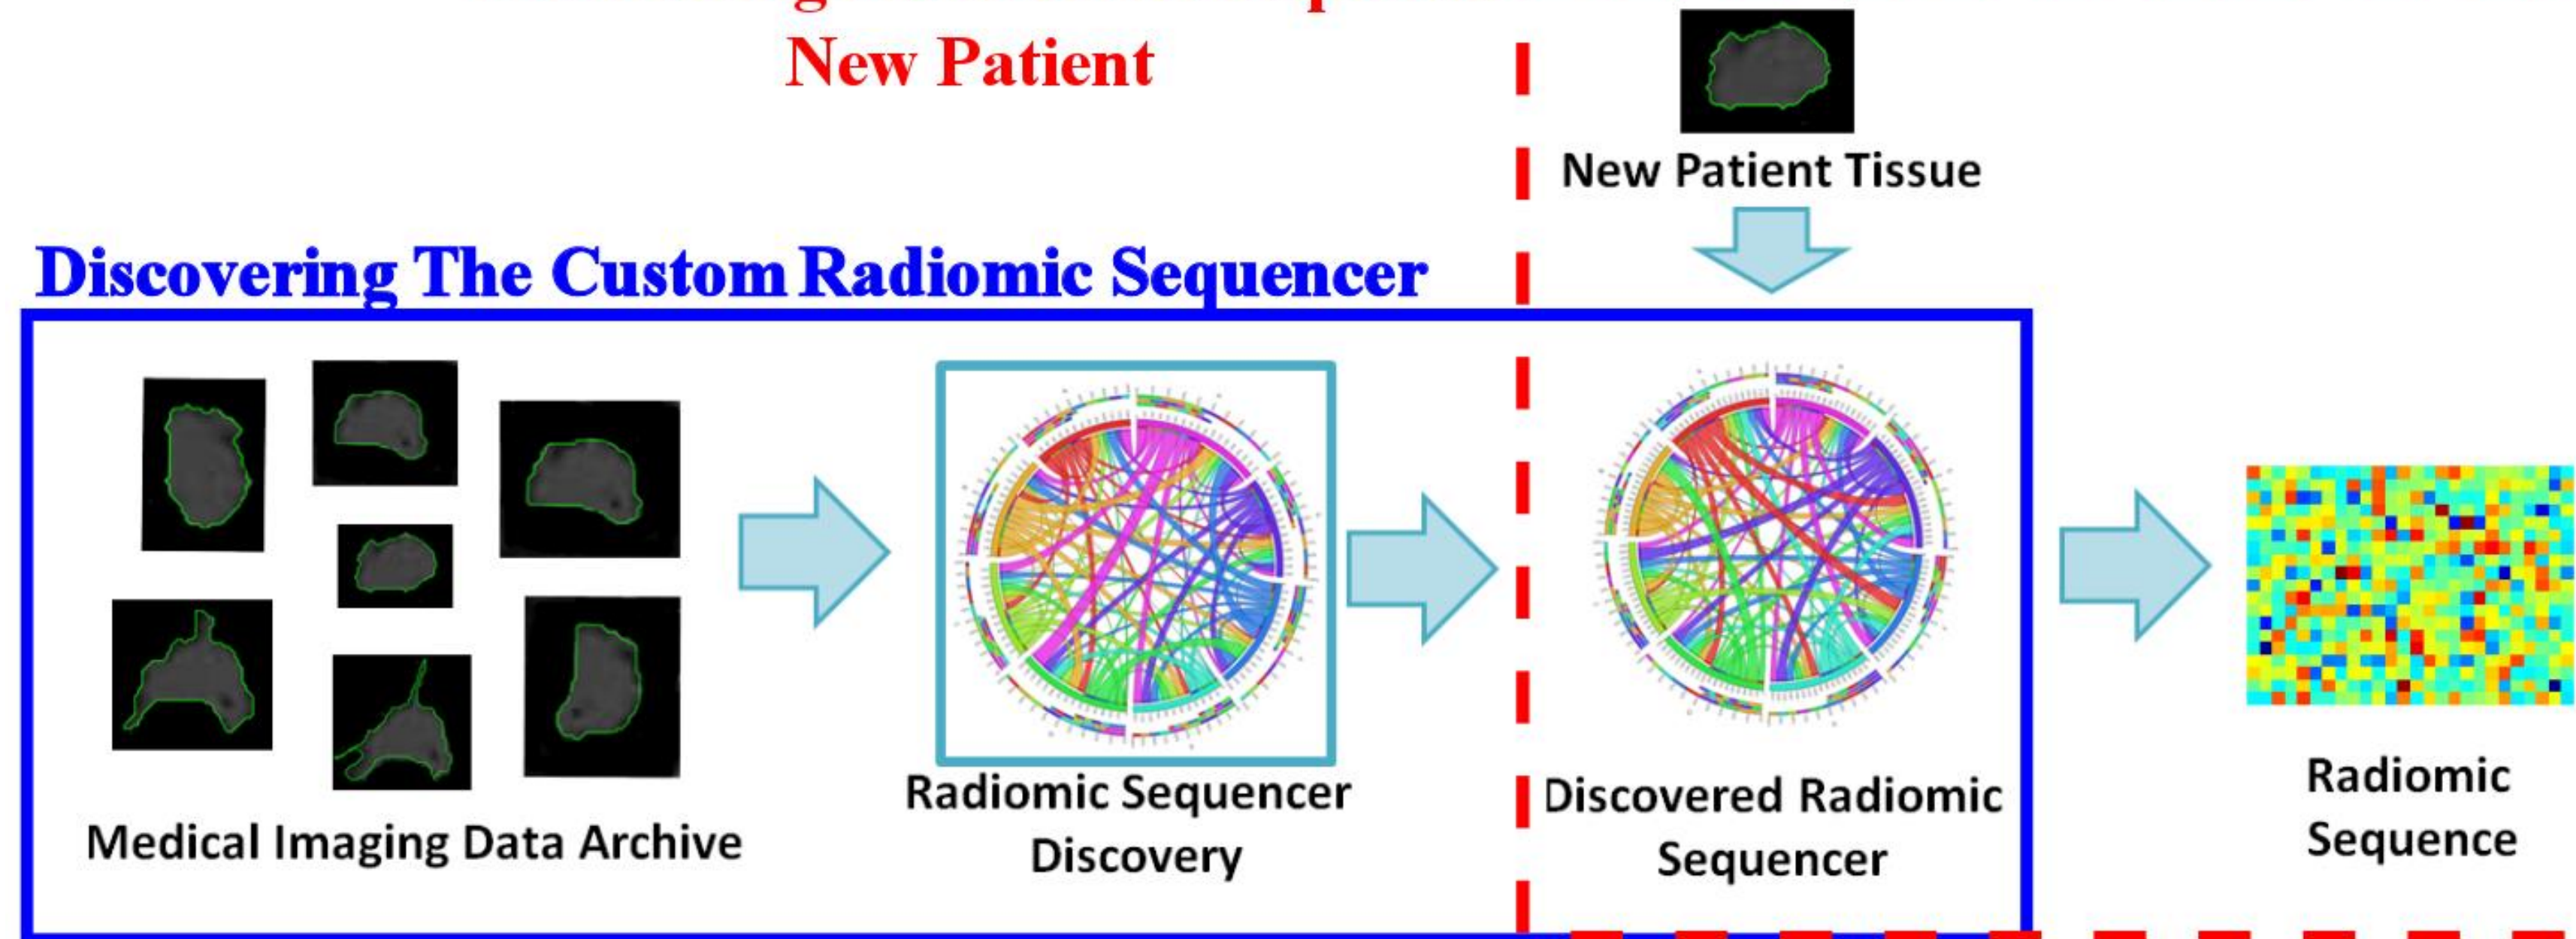 New Patient
New Patient Tissue
Discovering The Custom Radiomic Sequencer
Medical Imaging Data Archive
Radiomic Sequencer
Discovery
Discovered Radiomic
Sequencer
Radiomic
Sequence